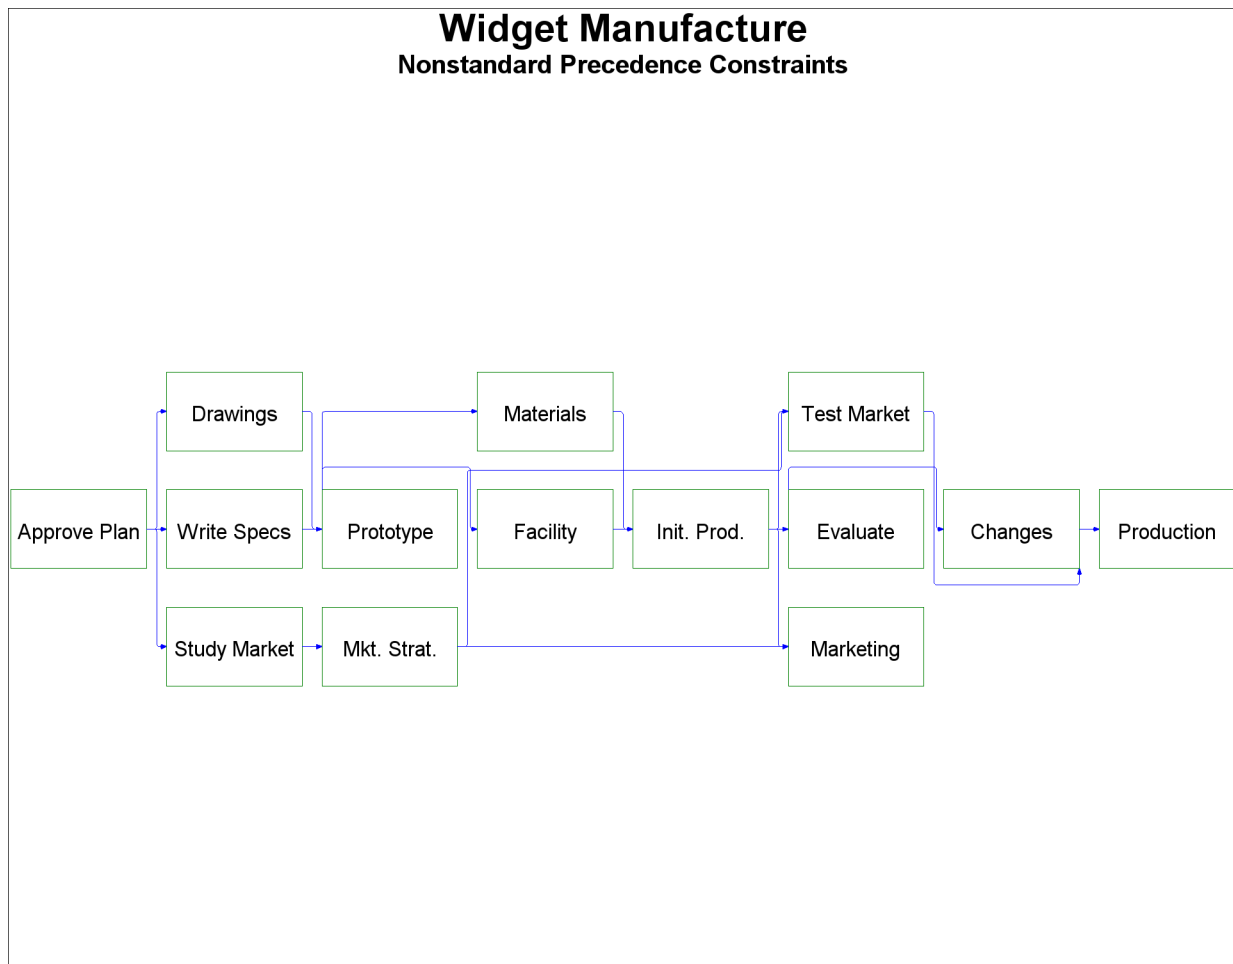 Widget Manufacture
Nonstandard Precedence Constraints
Drawings
Materials
Test Market
Approve Plan
Write Specs
Prototype
Facility
Init. Prod.
Evaluate
Changes
Production
Study Market
Mkt. Strat.
Marketing